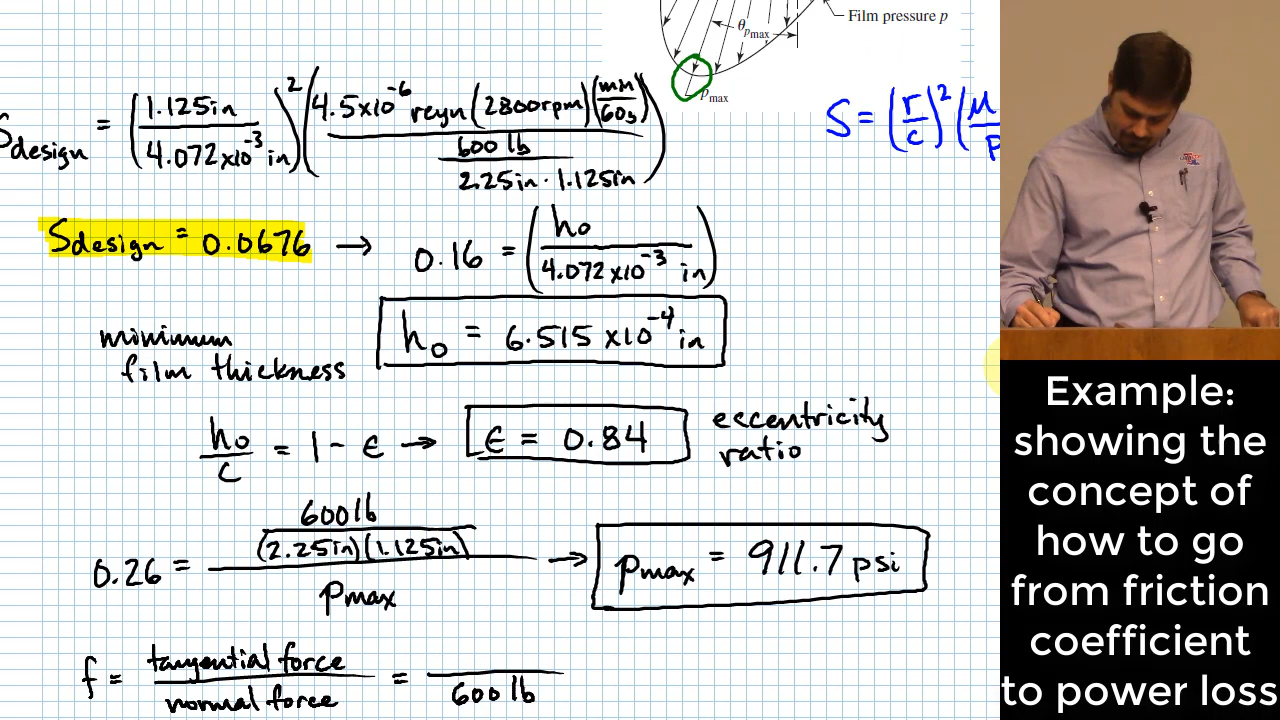 Film pressure p
θpmax
pmax
Sdesign = (1.125in / 4.072x10^-3 in)^2 (4.5x10^-6 reyn (2800rpm)(min/60s) / (600 lb / 2.25in · 1.125in))
S = (r/c)^2 (μ / P
Sdesign = 0.0676 → 0.16 = (h0 / 4.072x10^-3 in)
h0 = 6.515 x10^-4 in
minimum
film thickness
h0/c = 1 - ε → ε = 0.84
eccentricity
ratio
0.26 = (600 lb / (2.25in)(1.125in)) / pmax → pmax = 911.7 psi
f = tangential force / normal force = / 600 lb
Example:
showing the
concept of
how to go
from friction
coefficient
to power loss